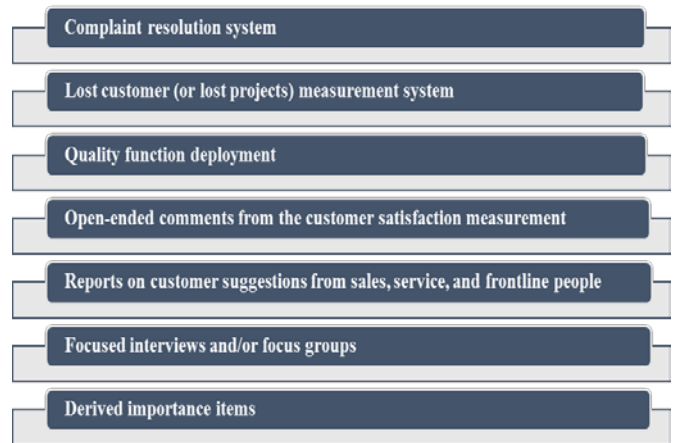 Complaint resolution system
Lost customer (or lost projects) measurement system
Quality function deployment
Open-ended comments from the customer satisfaction measurement
Reports on customer suggestions from sales, service, and frontline people
Focused interviews and/or focus groups
Derived importance items